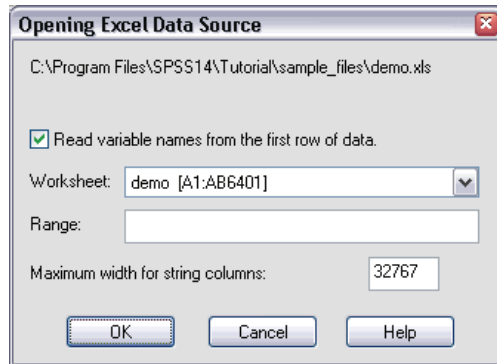 Opening Excel Data Source
C:\Program Files\SPSS14\Tutorial\sample_files\demo.xls
Read variable names from the first row of data.
Worksheet: demo [A1:AB6401]
Range:
Maximum width for string columns: 32767
OK Cancel Help